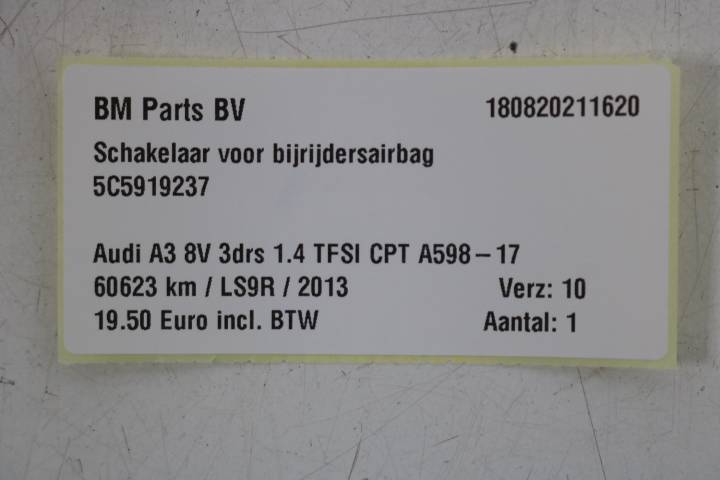 BM Parts BV 180820211620
Schakelaar voor bijrijdersairbag
5C5919237
Audi A3 8V 3drs 1.4 TFSI CPT A598-17
60623 km / LS9R / 2013 Verz: 10
19.50 Euro incl. BTW Aantal: 1